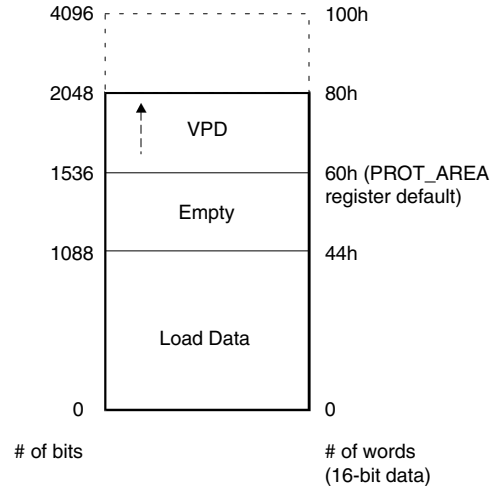 4096 100h
2048 80h
VPD
1536 60h (PROT_AREA
register default)
Empty
1088 44h
Load Data
0 0
# of bits # of words
(16-bit data)